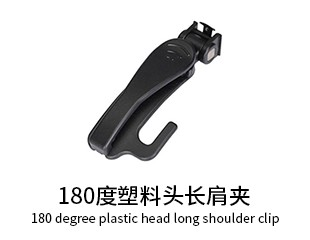 180度塑料头长肩夹
180 degree plastic head long shoulder clip